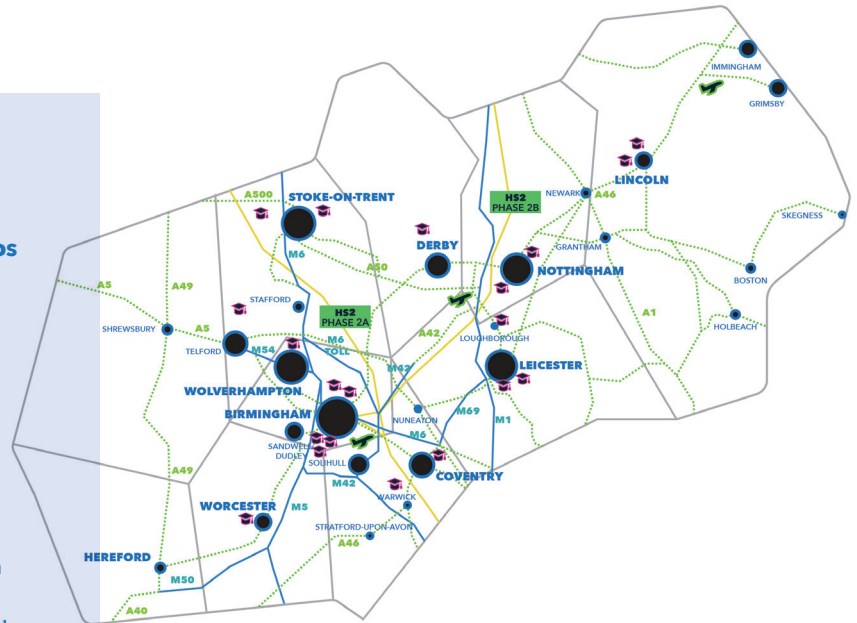 IMMINGHAM
GRIMSBY
LINCOLN
A500
STOKE-ON-TRENT
NEWARK
A46
HS2
PHASE 2B
SKEGNESS
DERBY
GRANTHAM
M6
A50
NOTTINGHAM
A49
A5
BOSTON
STAFFORD
HS2
PHASE 2A
A1
HOLBEACH
SHREWSBURY
A5
A42
LOUGHBOROUGH
TELFORD
M54
M6
TOLL
M42
LEICESTER
WOLVERHAMPTON
BIRMINGHAM
NUNEATON
M69
M1
M6
SANDWELL
DUDLEY
SOLIHULL
A49
M42
COVENTRY
WARWICK
WORCESTER
M5
STRATFORD-UPON-AVON
A46
HEREFORD
M50
A40